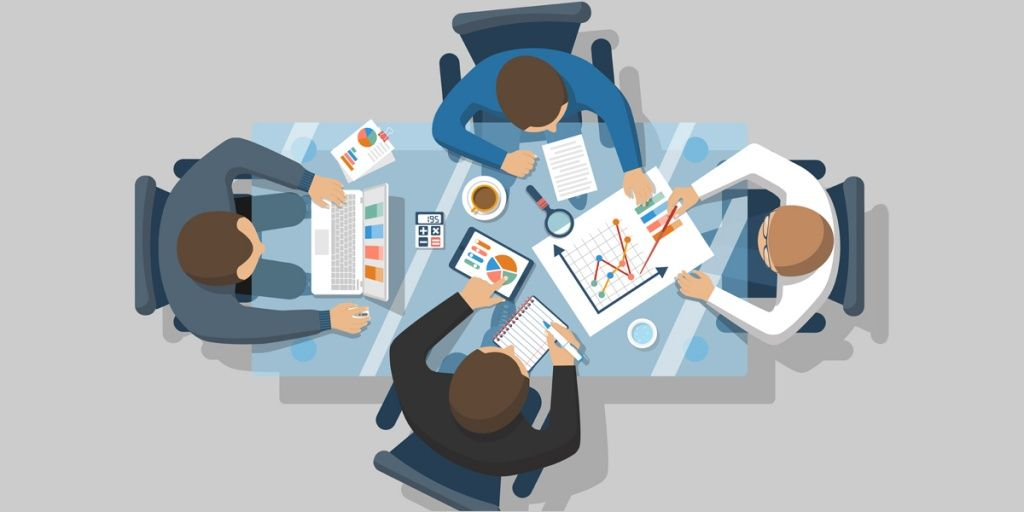 195
+ ×
− =